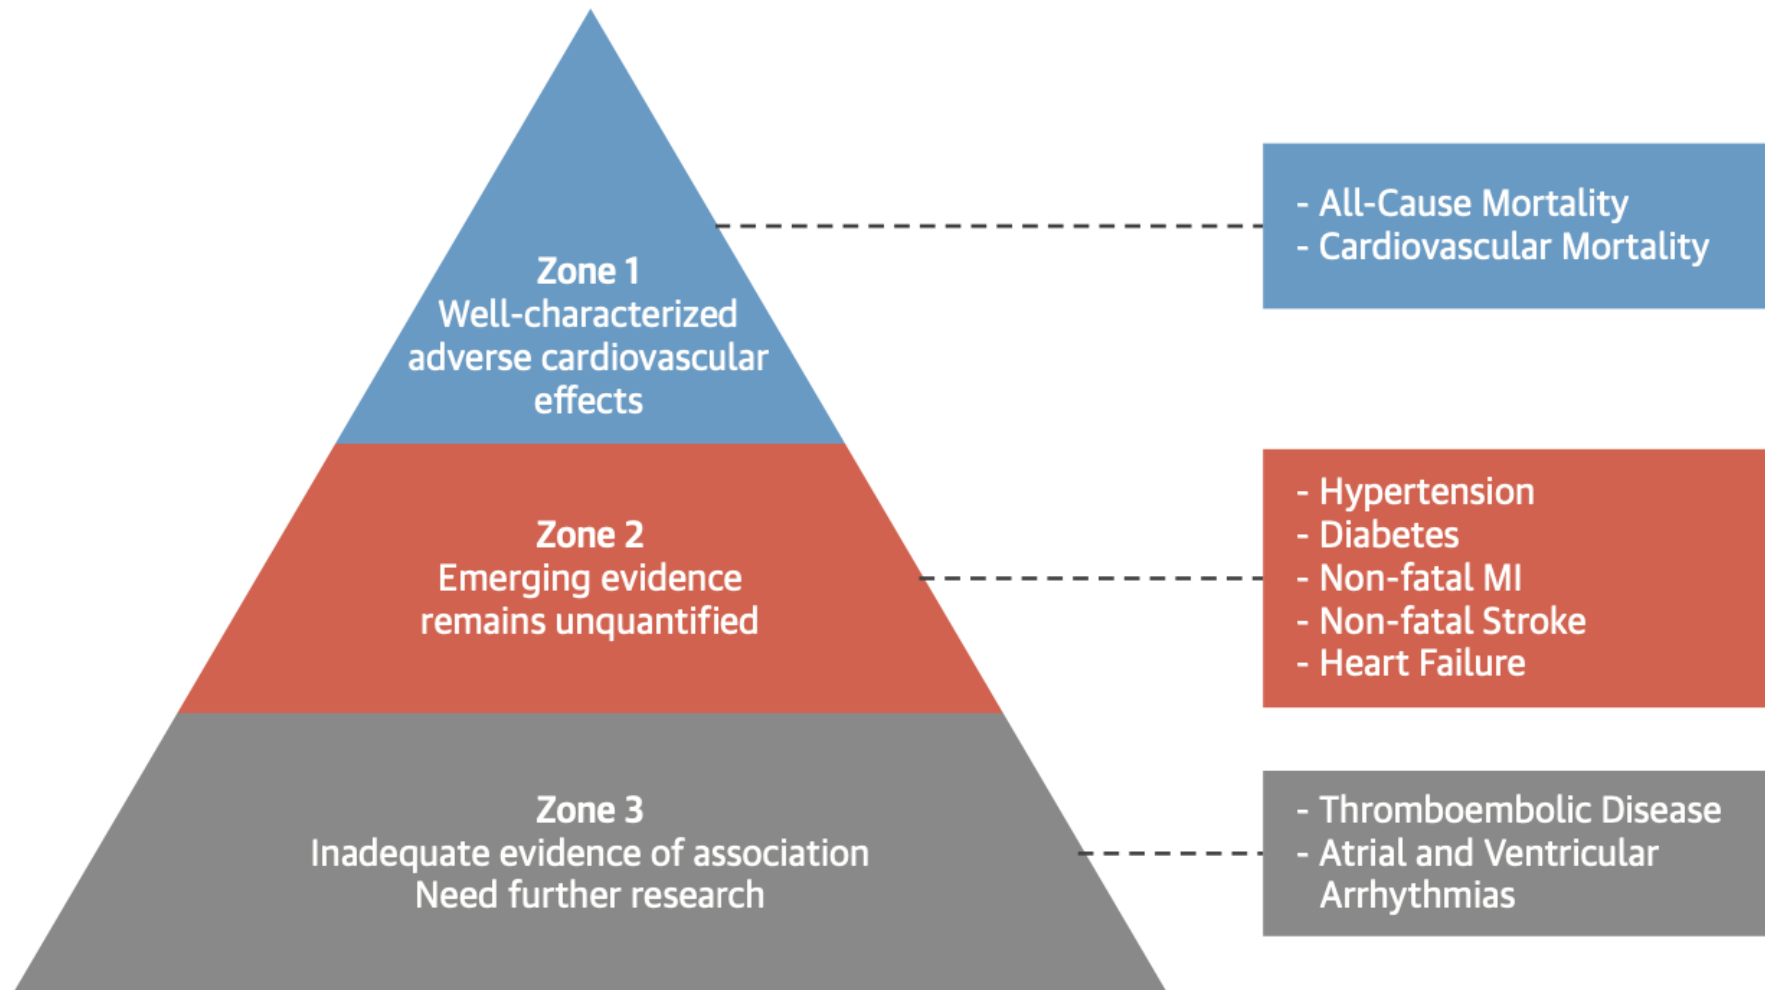 Zone 1
Well-characterized
adverse cardiovascular
effects
- All-Cause Mortality
- Cardiovascular Mortality
Zone 2
Emerging evidence
remains unquantified
- Hypertension
- Diabetes
- Non-fatal MI
- Non-fatal Stroke
- Heart Failure
Zone 3
Inadequate evidence of association
Need further research
- Thromboembolic Disease
- Atrial and Ventricular
Arrhythmias